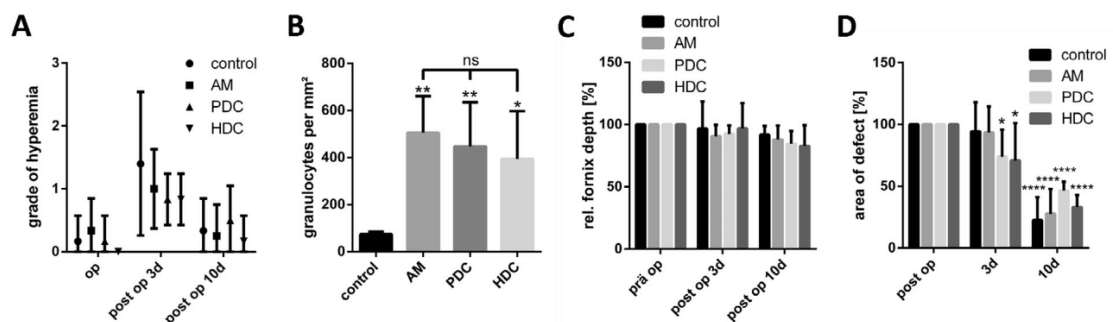 A
grade of hyperemia
3
2
1
0
control
AM
PDC
HDC
op
post op 3d
post op 10d
B
granulocytes per mm²
800
600
400
200
0
ns
**
**
*
control
AM
PDC
HDC
C
control
AM
PDC
HDC
rel. fornix depth [%]
150
100
50
0
prä op
post op 3d
post op 10d
D
control
AM
PDC
HDC
area of defect [%]
150
100
50
0
*
*
****
****
****
****
post op
3d
10d